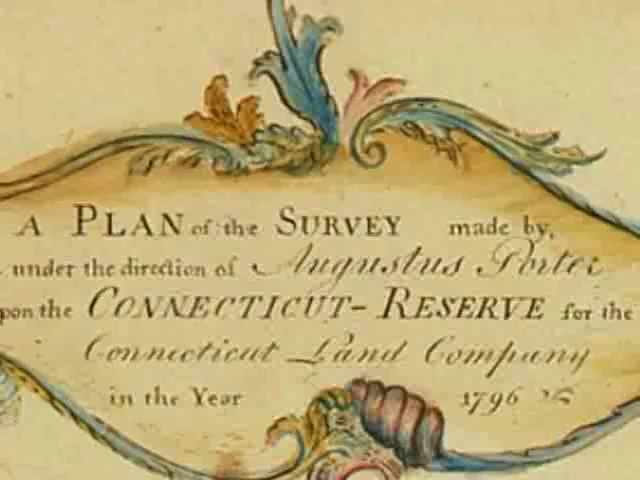 A PLAN of the SURVEY made by,
under the direction of Augustus Porter
pon the CONNECTICUT-RESERVE for the
Connecticut Land Company
in the Year 1796